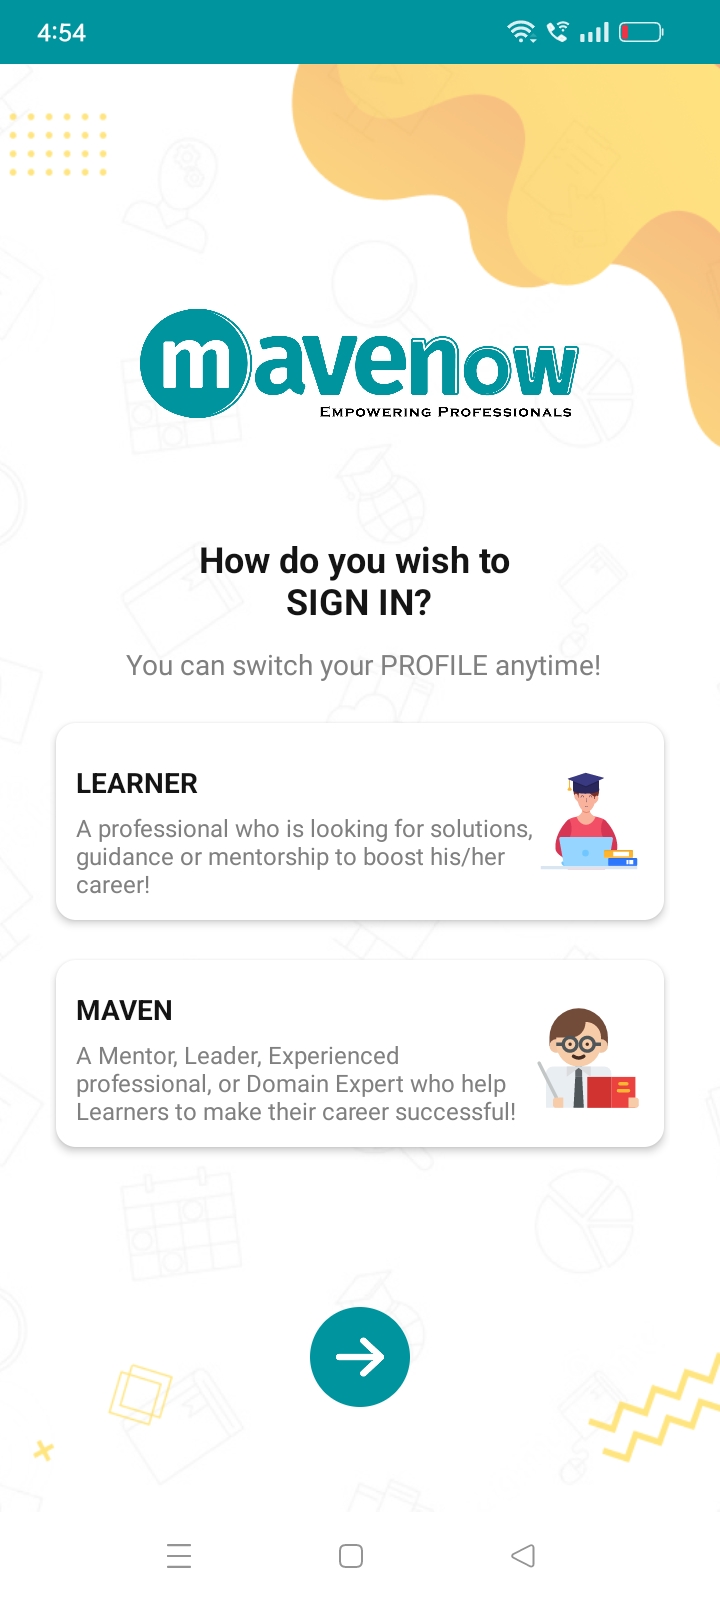 4:54
mavenow
EMPOWERING PROFESSIONALS
How do you wish to
SIGN IN?
You can switch your PROFILE anytime!
LEARNER
A professional who is looking for solutions,
guidance or mentorship to boost his/her
career!
MAVEN
A Mentor, Leader, Experienced
professional, or Domain Expert who help
Learners to make their career successful!